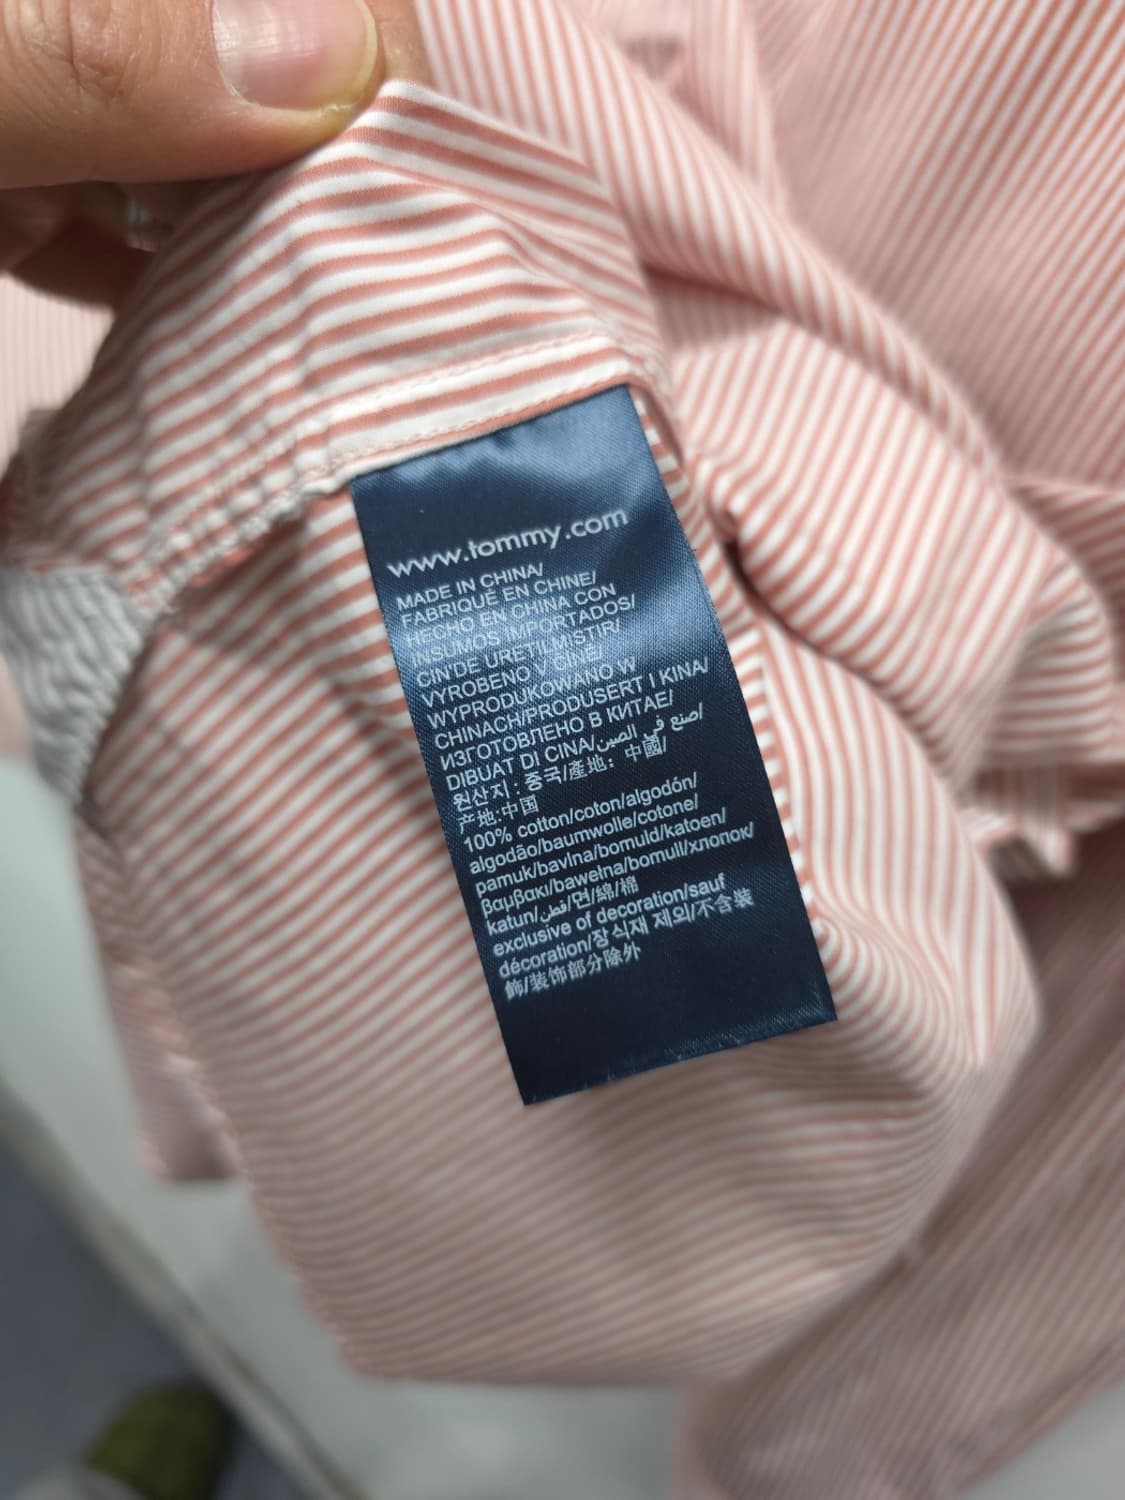 www.tommy.com
MADE IN CHINA/
FABRIQUÉ EN CHINE/
HECHO EN CHINA CON
INSUMOS IMPORTADOS/
CIN'DE URETILMISTIR/
VYROBENO V CINE/
WYPRODUKOWANO W
CHINACH/PRODUSERT I KINA/
ИЗГОТОВЛЕНО В КИТАЕ/
DIBUAT DI CINA/صنع في الصين/
원산지 : 중국/產地：中國/
产地:中国
100% cotton/coton/algodón/
algodão/baumwolle/cotone/
pamuk/bavlna/bomuld/katoen/
βαμβακι/bawełna/bomull/хлопок/
katun/قطن/면/綿/棉
exclusive of decoration/sauf
décoration/장식재 제외/不含裝
飾/装饰部分除外